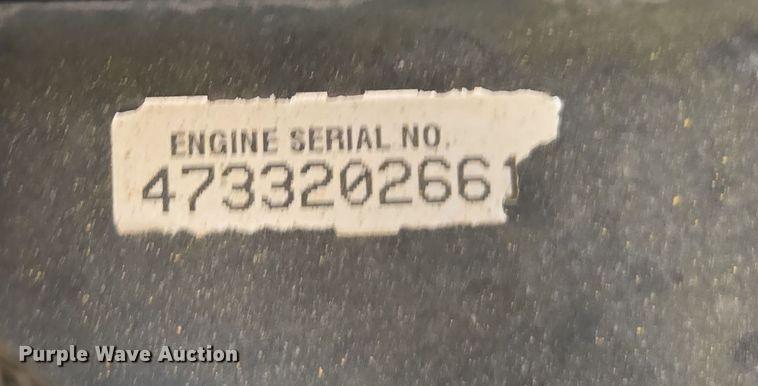 ENGINE SERIAL NO.
4733202661
Purple Wave Auction